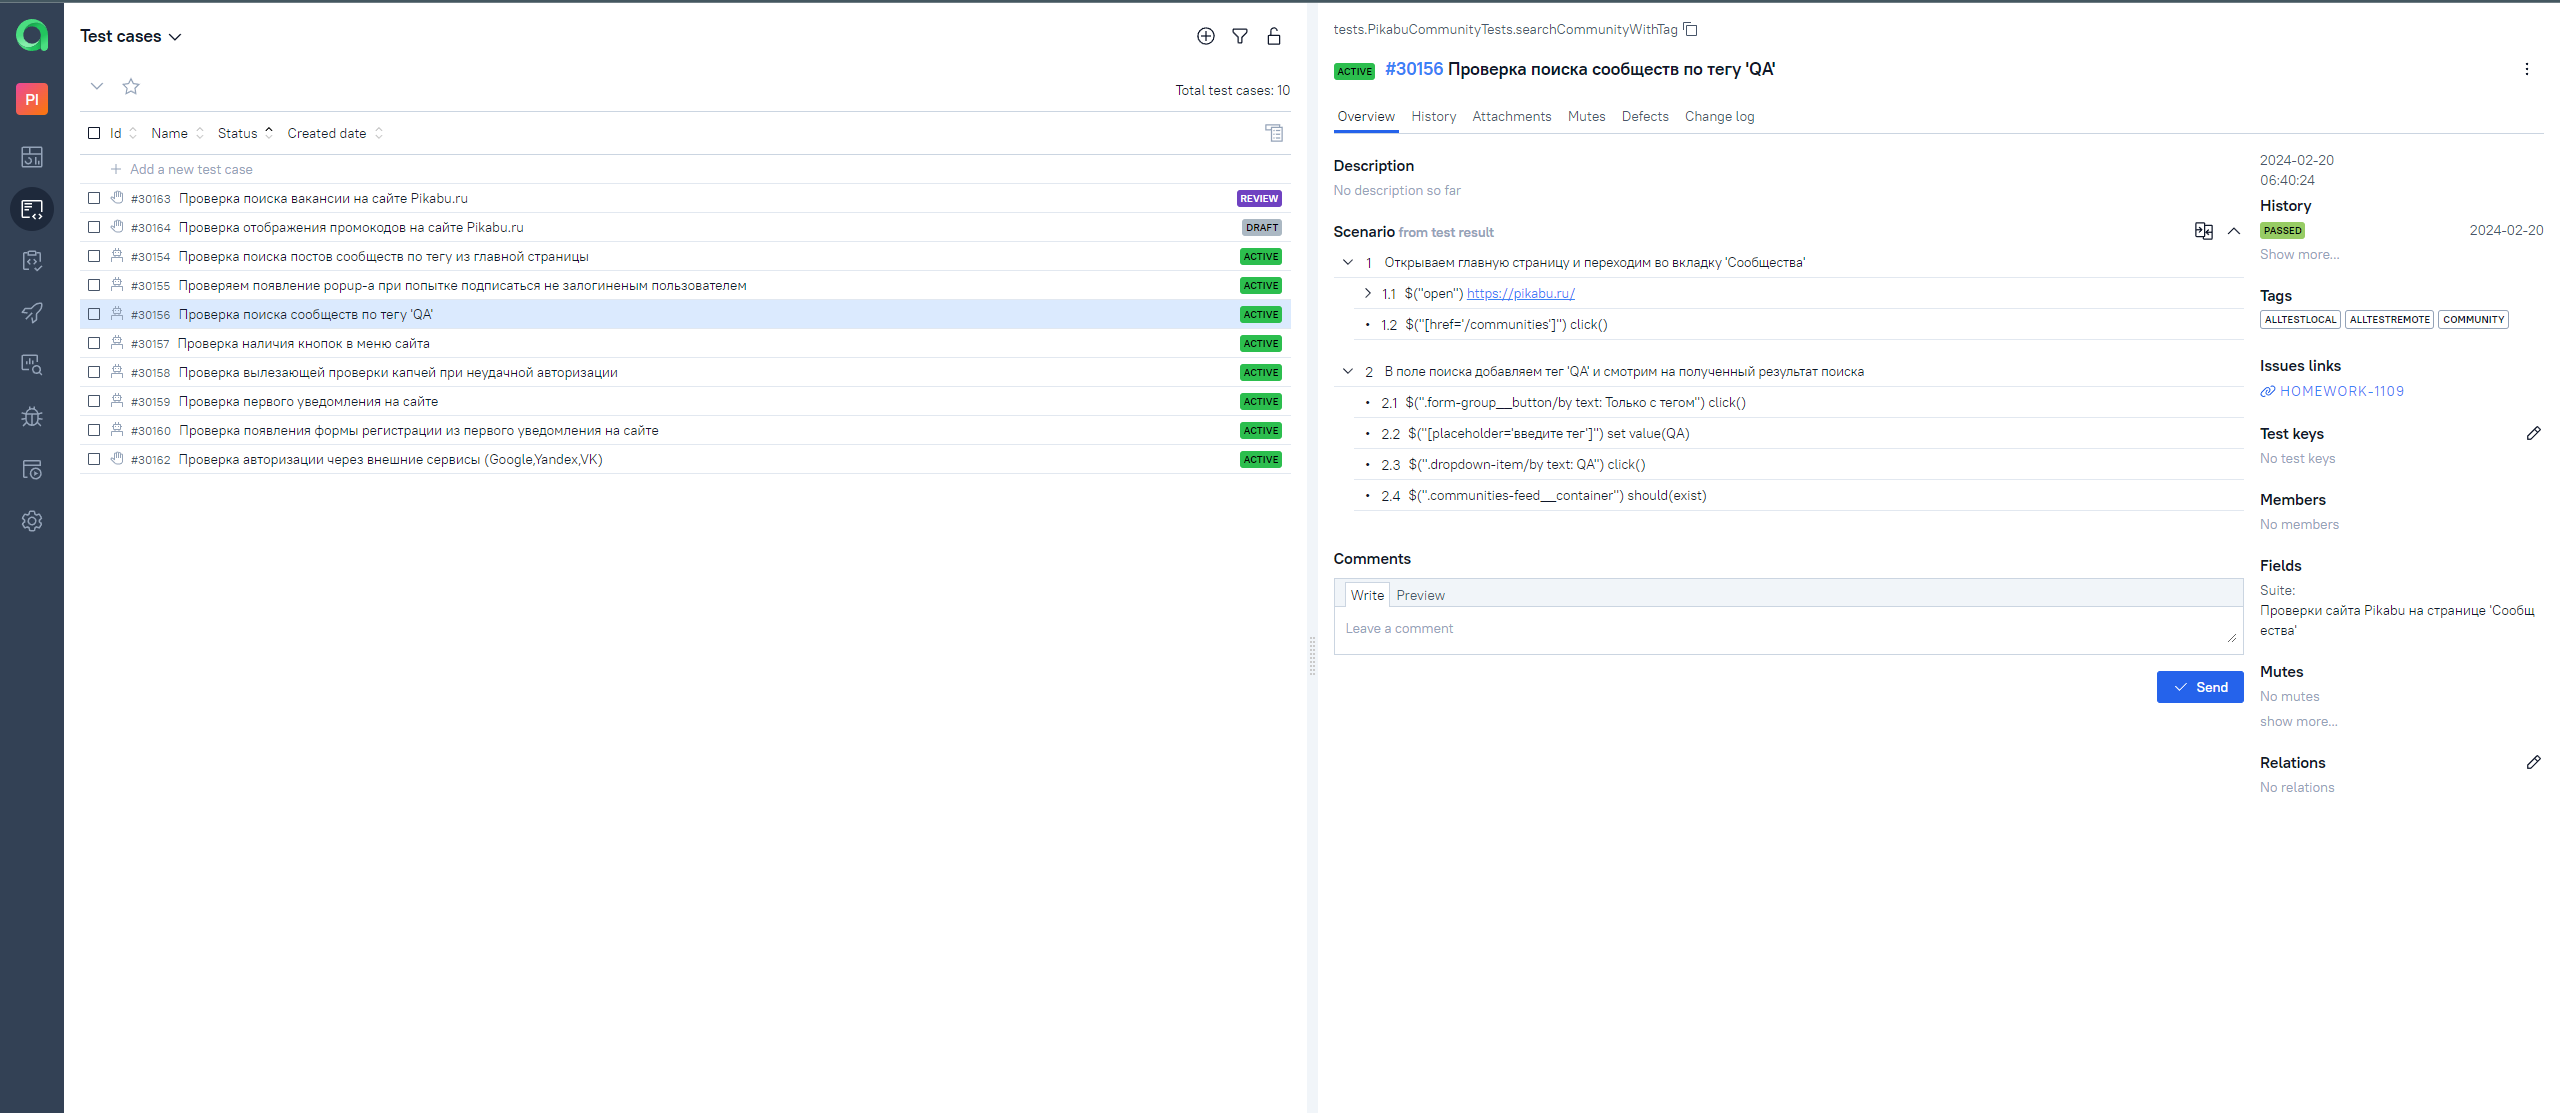 Test cases
Total test cases: 10
Id Name Status Created date
Add a new test case
#30163 Проверка поиска вакансии на сайте Pikabu.ru REVIEW
#30164 Проверка отображения промокодов на сайте Pikabu.ru DRAFT
#30154 Проверка поиска постов сообществ по тегу из главной страницы ACTIVE
#30155 Проверяем появление popup-а при попытке подписаться не залогиненым пользователем ACTIVE
#30156 Проверка поиска сообществ по тегу 'QA' ACTIVE
#30157 Проверка наличия кнопок в меню сайта ACTIVE
#30158 Проверка вылезающей проверки капчей при неудачной авторизации ACTIVE
#30159 Проверка первого уведомления на сайте ACTIVE
#30160 Проверка появления формы регистрации из первого уведомления на сайте ACTIVE
#30162 Проверка авторизации через внешние сервисы (Google,Yandex,VK) ACTIVE
PI
tests.PikabuCommunityTests.searchCommunityWithTag
ACTIVE #30156 Проверка поиска сообществ по тегу 'QA'
Overview History Attachments Mutes Defects Change log
Description
No description so far
Scenario from test result
1 Открываем главную страницу и переходим во вкладку 'Сообщества'
1.1 $("open") https://pikabu.ru/
1.2 $("[href='/communities']") click()
2 В поле поиска добавляем тег 'QA' и смотрим на полученный результат поиска
2.1 $(".form-group__button/by text: Только с тегом") click()
2.2 $("[placeholder='введите тег']") set value(QA)
2.3 $(".dropdown-item/by text: QA") click()
2.4 $(".communities-feed__container") should(exist)
Comments
Write Preview
Leave a comment
Send
2024-02-20
06:40:24
History
PASSED 2024-02-20
Show more...
Tags
ALLTESTLOCAL ALLTESTREMOTE COMMUNITY
Issues links
HOMEWORK-1109
Test keys
No test keys
Members
No members
Fields
Suite:
Проверки сайта Pikabu на странице 'Сообщ
ества'
Mutes
No mutes
show more...
Relations
No relations